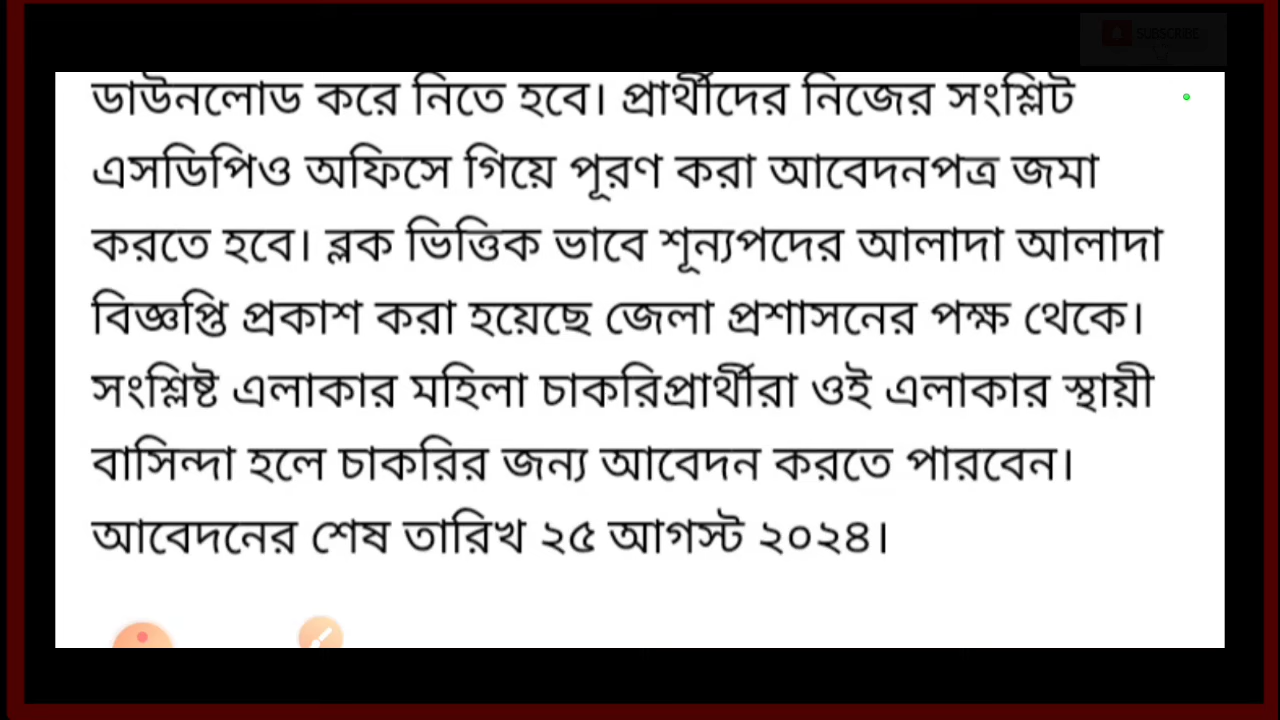 SUBSCRIBE
ডাউনলোড করে নিতে হবে। প্রার্থীদের নিজের সংশ্লিট
এসডিপিও অফিসে গিয়ে পূরণ করা আবেদনপত্র জমা
করতে হবে। ব্লক ভিত্তিক ভাবে শূন্যপদের আলাদা আলাদা
বিজ্ঞপ্তি প্রকাশ করা হয়েছে জেলা প্রশাসনের পক্ষ থেকে।
সংশ্লিষ্ট এলাকার মহিলা চাকরিপ্রার্থীরা ওই এলাকার স্থায়ী
বাসিন্দা হলে চাকরির জন্য আবেদন করতে পারবেন।
আবেদনের শেষ তারিখ ২৫ আগস্ট ২০২৪।